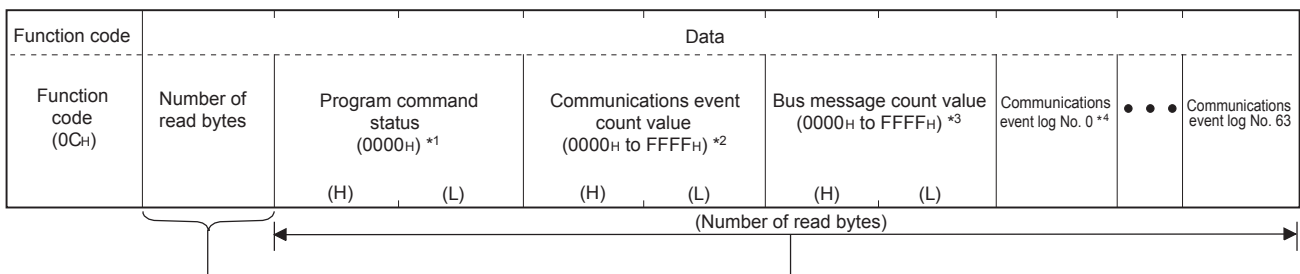 Function code Data
Function code (0CH)
Number of read bytes
Program command status (0000H) *1
(H) (L)
Communications event count value (0000H to FFFFH) *2
(H) (L)
Bus message count value (0000H to FFFFH) *3
(H) (L)
Communications event log No. 0 *4
• • •
Communications event log No. 63
(Number of read bytes)